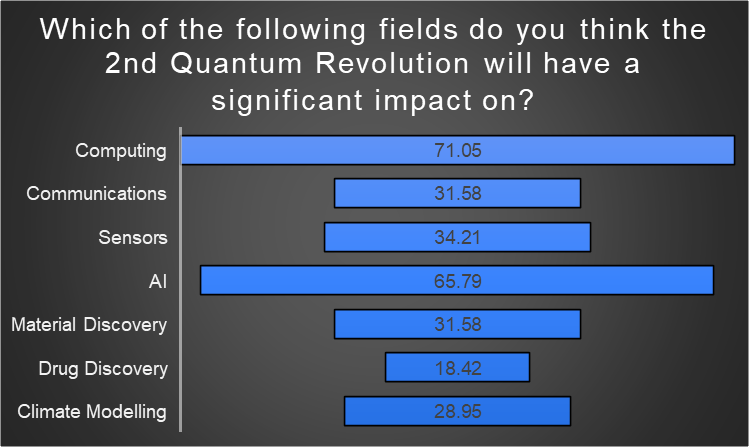 Which of the following fields do you think the
2nd Quantum Revolution will have a
significant impact on?
Computing 71.05
Communications 31.58
Sensors 34.21
AI 65.79
Material Discovery 31.58
Drug Discovery 18.42
Climate Modelling 28.95